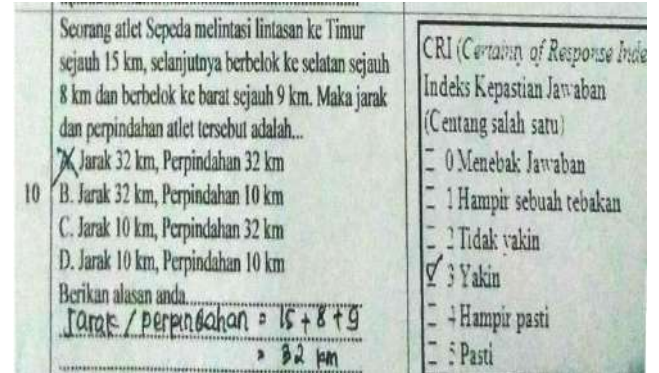 Seorang atlet Sepeda melintasi lintasan ke Timur
sejauh 15 km, selanjutnya berbelok ke selatan sejauh
8 km dan berbelok ke barat sejauh 9 km. Maka jarak
dan perpindahan atlet tersebut adalah...
Jarak 32 km, Perpindahan 32 km
10 B. Jarak 32 km, Perpindahan 10 km
C. Jarak 10 km, Perpindahan 32 km
D. Jarak 10 km, Perpindahan 10 km
Berikan alasan anda
Jarak / perpindahan = 15 + 8 + 9
= 32 km
CRI (Certainty of Response Inde
Indeks Kepastian Jawaban
(Centang salah satu)
0 Menebak Jawaban
1 Hampir sebuah tebakan
2 Tidak yakin
3 Yakin
4 Hampir pasti
5 Pasti